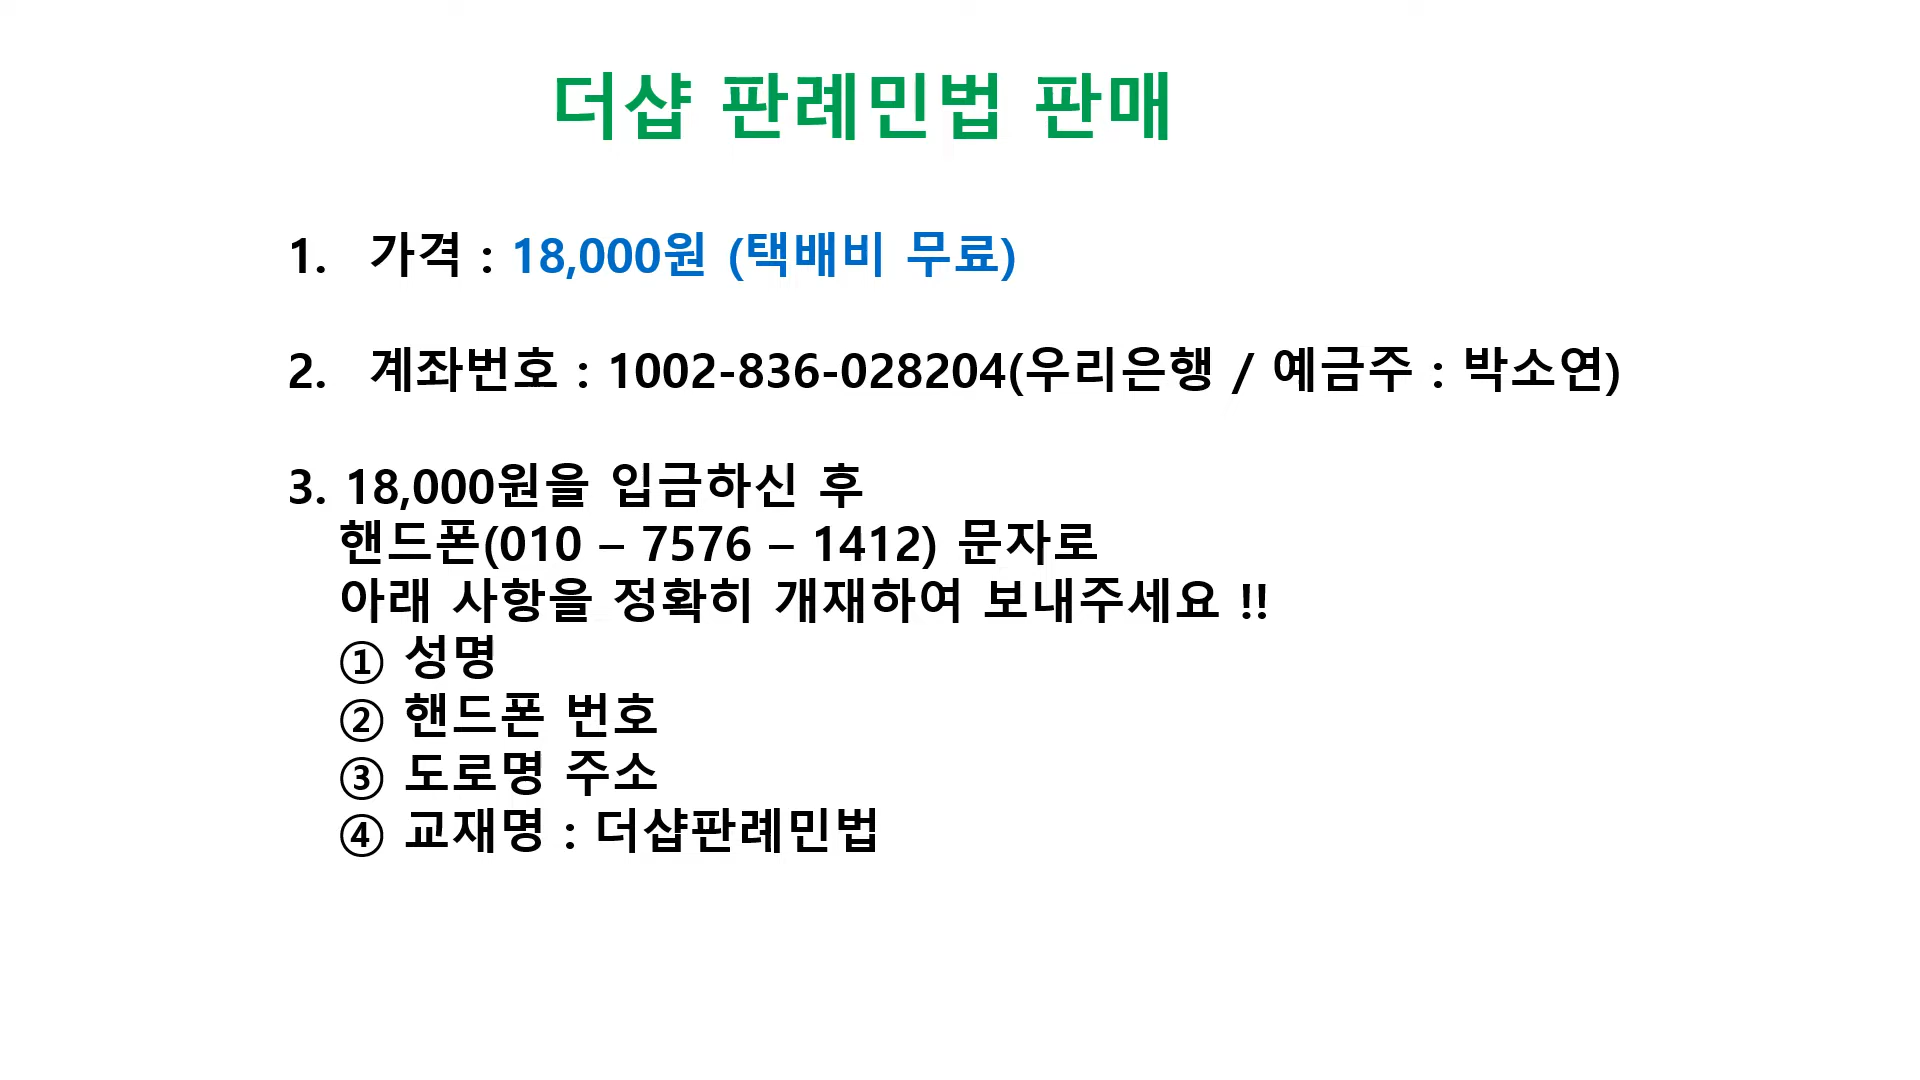 더샵 판례민법 판매
1. 가격 : 18,000원 (택배비 무료)
2. 계좌번호 : 1002-836-028204(우리은행 / 예금주 : 박소연)
3. 18,000원을 입금하신 후
핸드폰(010 – 7576 – 1412) 문자로
아래 사항을 정확히 개재하여 보내주세요 !!
① 성명
② 핸드폰 번호
③ 도로명 주소
④ 교재명 : 더샵판례민법